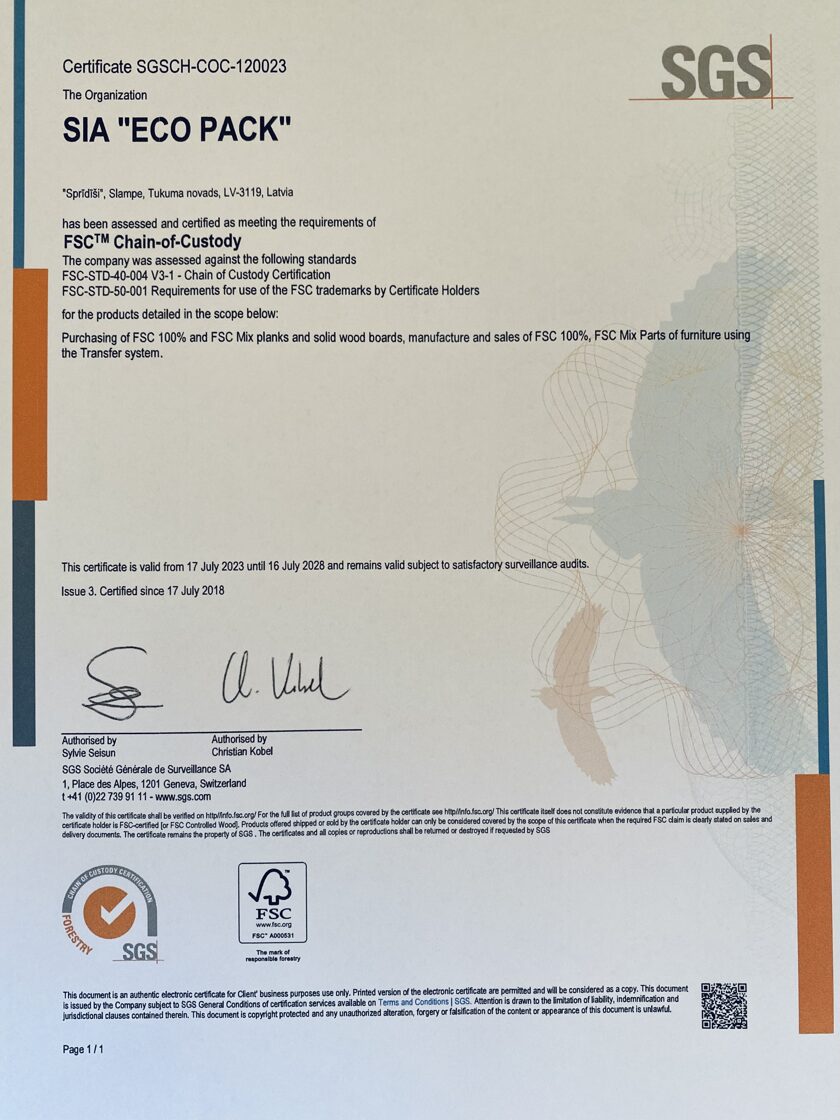 Certificate SGSCH-COC-120023
SGS
The Organization
SIA "ECO PACK"
"Sprīdīši", Slampe, Tukuma novads, LV-3119, Latvia
has been assessed and certified as meeting the requirements of
FSC™ Chain-of-Custody
The company was assessed against the following standards
FSC-STD-40-004 V3-1 - Chain of Custody Certification
FSC-STD-50-001 Requirements for use of the FSC trademarks by Certificate Holders
for the products detailed in the scope below:
Purchasing of FSC 100% and FSC Mix planks and solid wood boards, manufacture and sales of FSC 100%, FSC Mix Parts of furniture using
the Transfer system.
This certificate is valid from 17 July 2023 until 16 July 2028 and remains valid subject to satisfactory surveillance audits.
Issue 3. Certified since 17 July 2018
Authorised by
Sylvie Seisun
Authorised by
Christian Kobel
SGS Société Générale de Surveillance SA
1, Place des Alpes, 1201 Geneva, Switzerland
t +41 (0)22 739 91 11 - www.sgs.com
The validity of this certificate shall be verified on http//info.fsc.org/ For the full list of product groups covered by the certificate see http//info.fsc.org/ This certificate itself does not constitute evidence that a particular product supplied by the
certificate holder is FSC-certified [or FSC Controlled Wood]. Products offered shipped or sold by the certificate holder can only be considered covered by the scope of this certificate when the required FSC claim is clearly stated on sales and
delivery documents. The certificate remains the property of SGS . The certificates and all copies or reproductions shall be returned or destroyed if requested by SGS
CHAIN OF CUSTODY CERTIFICATION
FORESTRY
SGS
FSC
www.fsc.org
FSC® A000531
The mark of
responsible forestry
This document is an authentic electronic certificate for Client' business purposes use only. Printed version of the electronic certificate are permitted and will be considered as a copy. This document
is issued by the Company subject to SGS General Conditions of certification services available on Terms and Conditions | SGS. Attention is drawn to the limitation of liability, indemnification and
jurisdictional clauses contained therein. This document is copyright protected and any unauthorized alteration, forgery or falsification of the content or appearance of this document is unlawful.
Page 1 / 1